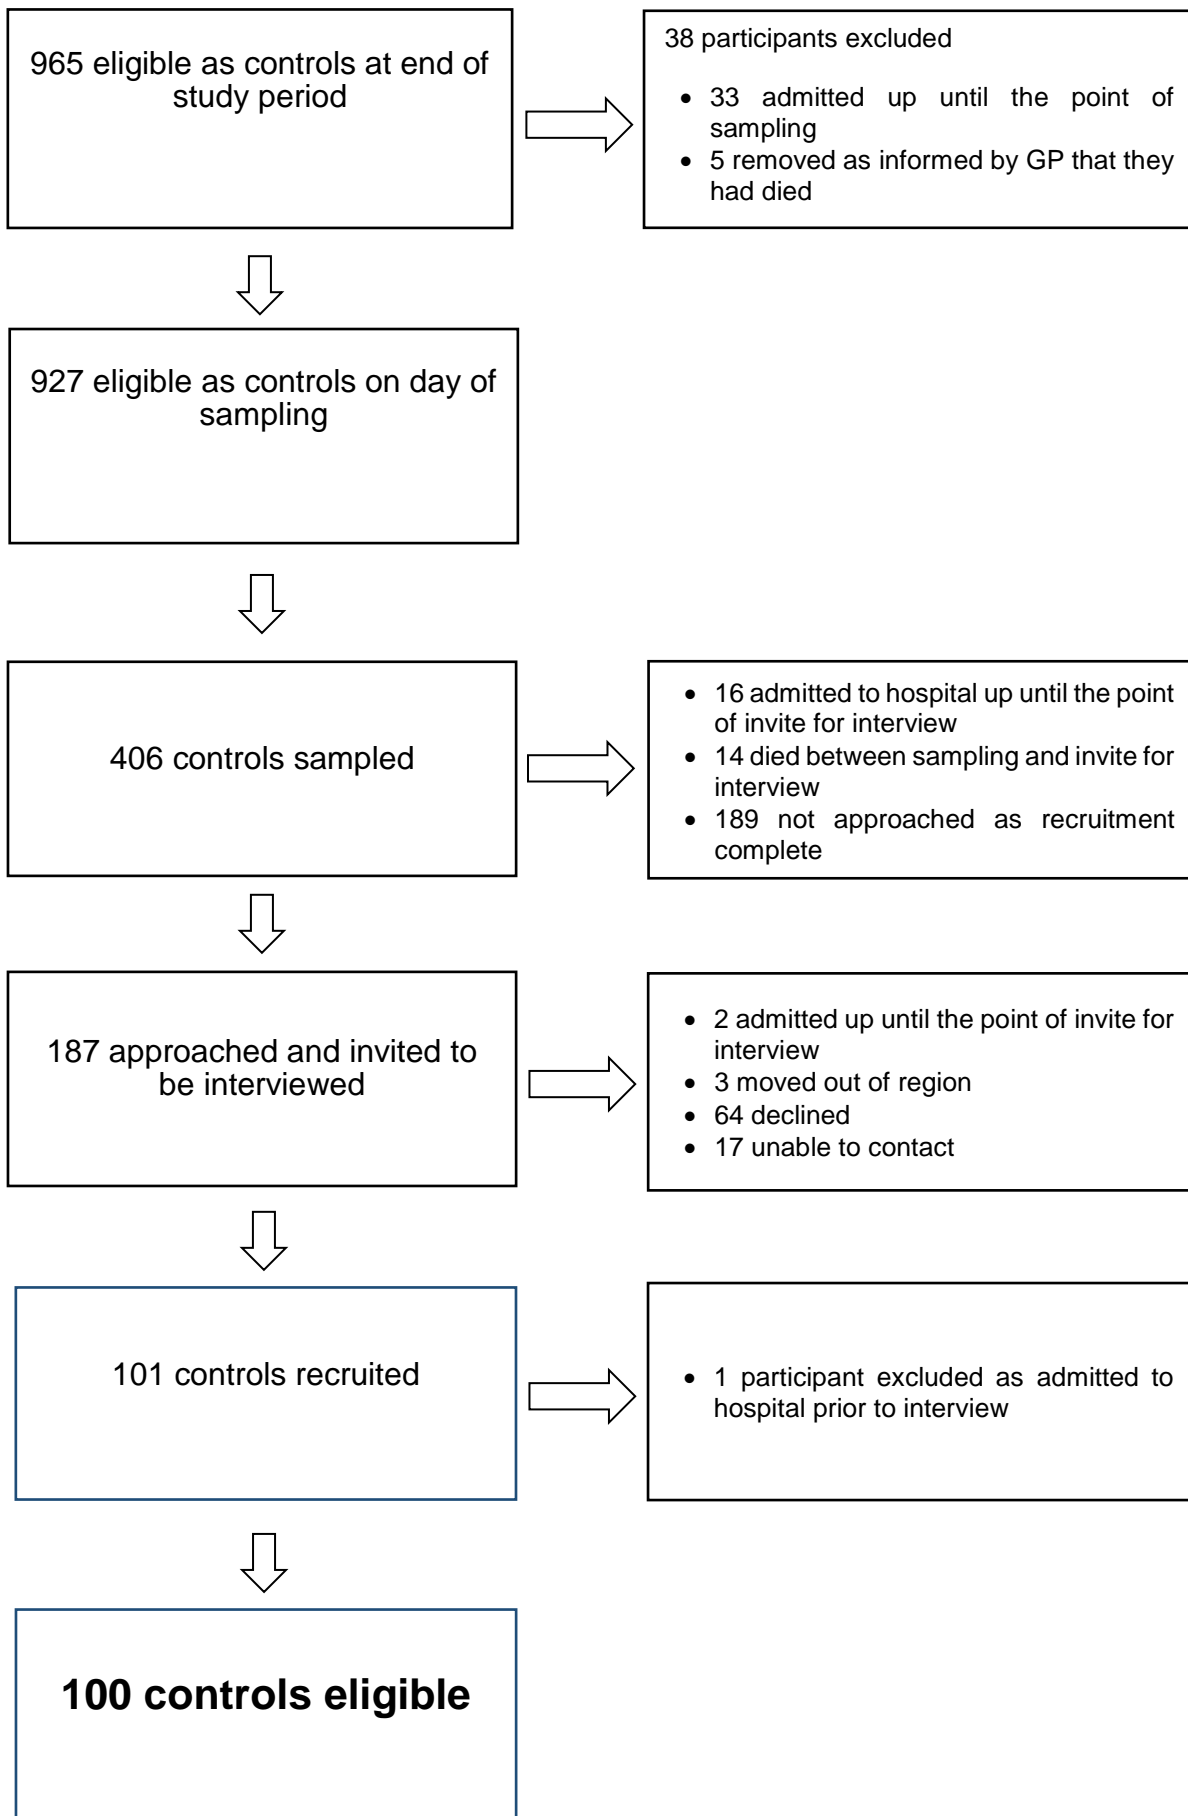 965 eligible as controls at end of
study period
38 participants excluded
• 33 admitted up until the point of
sampling
• 5 removed as informed by GP that they
had died
927 eligible as controls on day of
sampling
406 controls sampled
• 16 admitted to hospital up until the point
of invite for interview
• 14 died between sampling and invite for
interview
• 189 not approached as recruitment
complete
187 approached and invited to
be interviewed
• 2 admitted up until the point of invite for
interview
• 3 moved out of region
• 64 declined
• 17 unable to contact
101 controls recruited
• 1 participant excluded as admitted to
hospital prior to interview
100 controls eligible